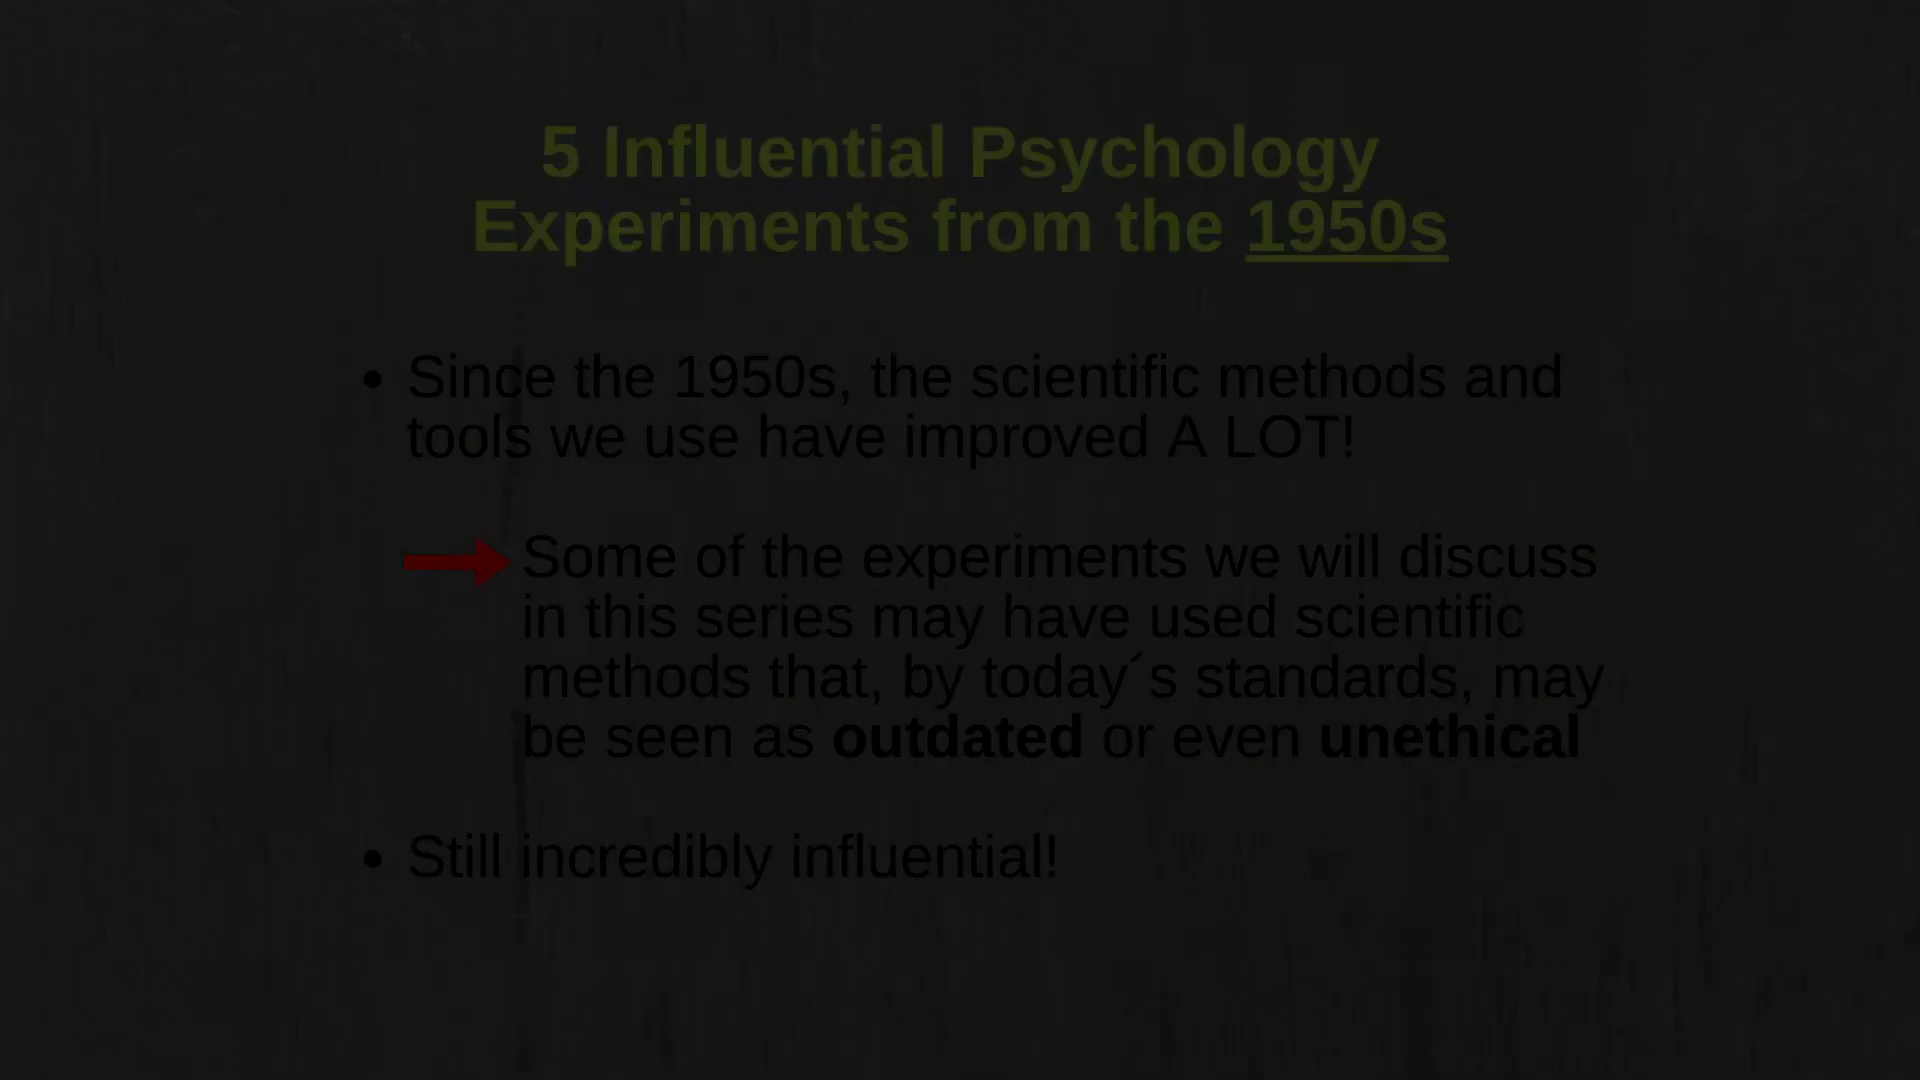 5 Influential Psychology
Experiments from the 1950s
• Since the 1950s, the scientific methods and
tools we use have improved A LOT!
Some of the experiments we will discuss
in this series may have used scientific
methods that, by today´s standards, may
be seen as outdated or even unethical
• Still incredibly influential!